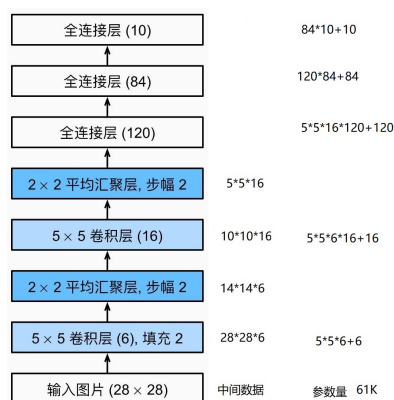 全连接层 (10) 84*10+10
全连接层 (84) 120*84+84
全连接层 (120) 5*5*16*120+120
2 × 2 平均汇聚层, 步幅 2 5*5*16
5 × 5 卷积层 (16) 10*10*16 5*5*6*16+16
2 × 2 平均汇聚层, 步幅 2 14*14*6
5 × 5 卷积层 (6), 填充 2 28*28*6 5*5*6+6
输入图片 (28 × 28) 中间数据 参数量 61K